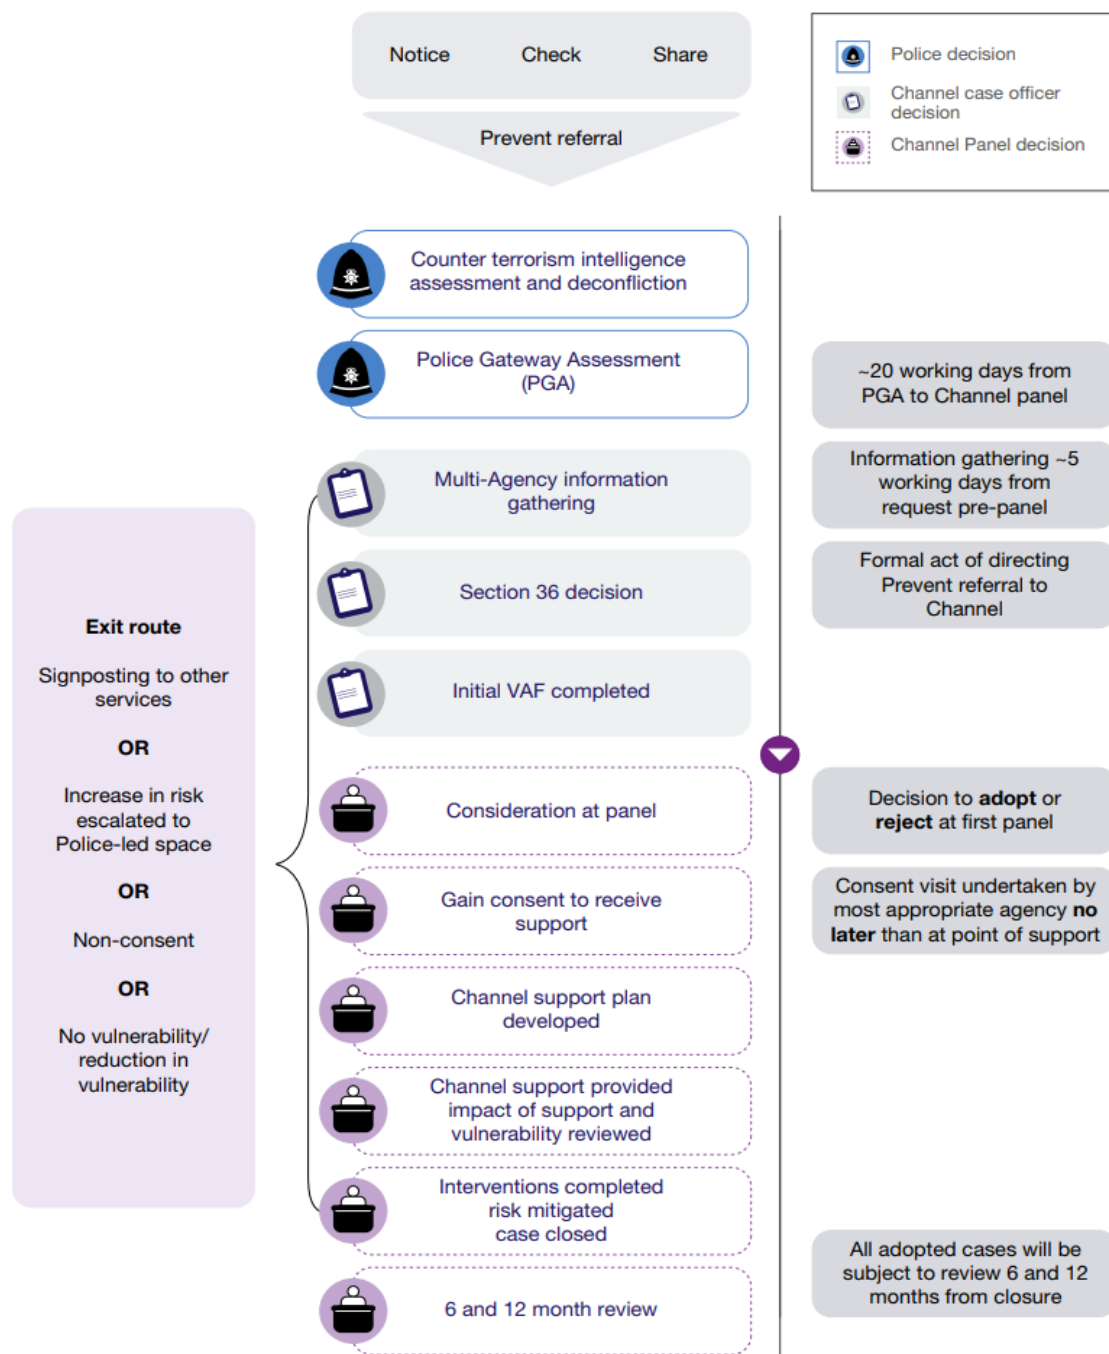 Notice Check Share
Prevent referral
Police decision
Channel case officer
decision
Channel Panel decision
Counter terrorism intelligence
assessment and deconfliction
Police Gateway Assessment
(PGA)
~20 working days from
PGA to Channel panel
Multi-Agency information
gathering
Information gathering ~5
working days from
request pre-panel
Section 36 decision
Formal act of directing
Prevent referral to
Channel
Initial VAF completed
Exit route
Signposting to other
services
OR
Increase in risk
escalated to
Police-led space
OR
Non-consent
OR
No vulnerability/
reduction in
vulnerability
Consideration at panel
Decision to adopt or
reject at first panel
Gain consent to receive
support
Consent visit undertaken by
most appropriate agency no
later than at point of support
Channel support plan
developed
Channel support provided
impact of support and
vulnerability reviewed
Interventions completed
risk mitigated
case closed
6 and 12 month review
All adopted cases will be
subject to review 6 and 12
months from closure